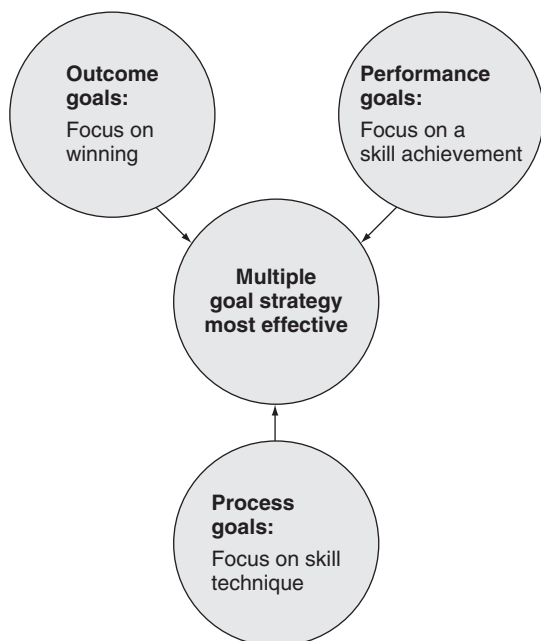 Outcome
goals:
Focus on
winning
Performance
goals:
Focus on a
skill achievement
Multiple
goal strategy
most effective
Process
goals:
Focus on skill
technique